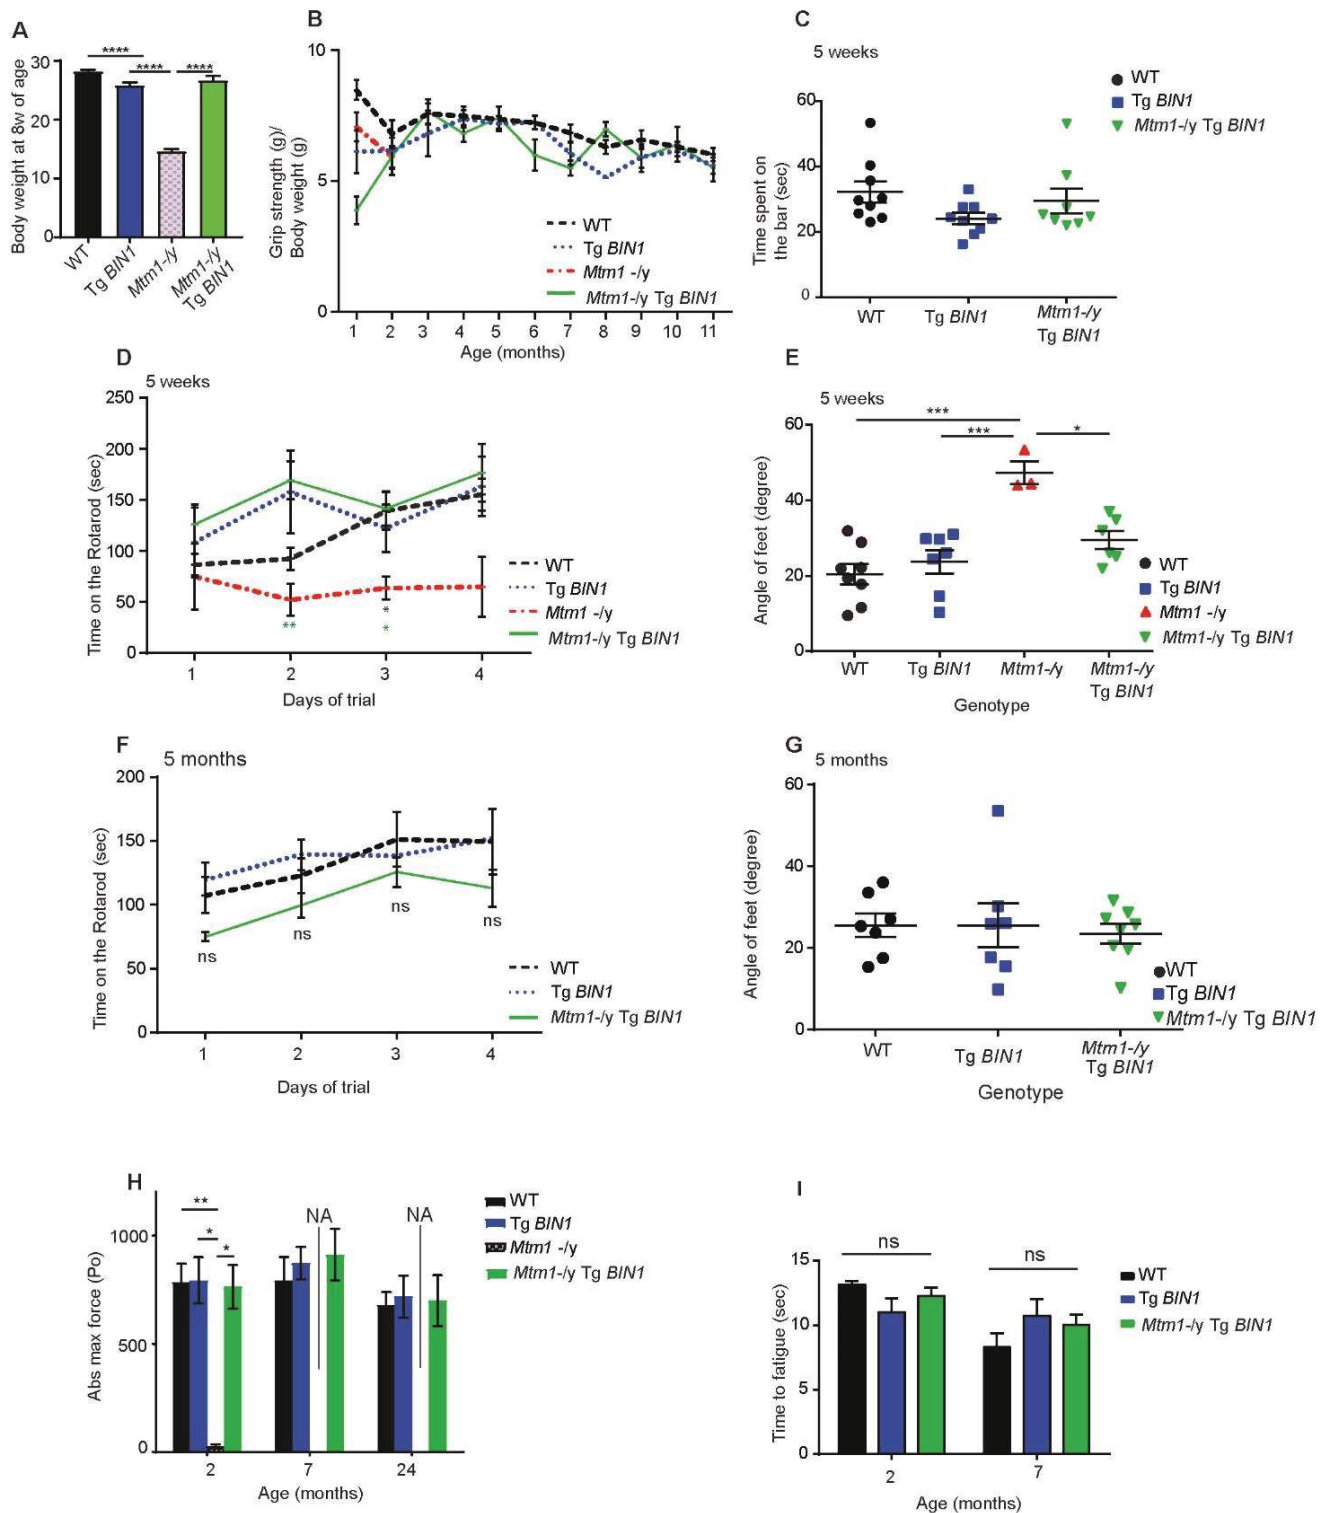 A
Body weight at 8w of age
30
20
10
0
**** **** ****
WT
Tg BIN1
Mtm1-/y
Mtm1-/y
Tg BIN1
B
Grip strength (g)/
Body weight (g)
10
5
0
1 2 3 4 5 6 7 8 9 10 11
Age (months)
WT
Tg BIN1
Mtm1 -/y
Mtm1-/y Tg BIN1
C
5 weeks
Time spent on
the bar (sec)
60
40
20
0
WT
Tg BIN1
Mtm1-/y
Tg BIN1
WT
Tg BIN1
Mtm1-/y Tg BIN1
D
5 weeks
Time on the Rotarod (sec)
250
200
150
100
50
0
**
*
*
1 2 3 4
Days of trial
WT
Tg BIN1
Mtm1 -/y
Mtm1-/y Tg BIN1
E
5 weeks
Angle of feet (degree)
60
40
20
0
***
***
*
WT
Tg BIN1
Mtm1-/y
Mtm1-/y
Tg BIN1
Genotype
WT
Tg BIN1
Mtm1 -/y
Mtm1-/y Tg BIN1
F
5 months
Time on the Rotarod (sec)
200
150
100
50
0
ns
ns
ns
ns
1 2 3 4
Days of trial
WT
Tg BIN1
Mtm1-/y Tg BIN1
G
5 months
Angle of feet (degree)
60
40
20
0
WT
Tg BIN1
Mtm1-/y
Tg BIN1
Genotype
WT
Tg BIN1
Mtm1-/y Tg BIN1
H
Abs max force (Po)
1000
500
0
**
*
*
NA
NA
2 7 24
Age (months)
WT
Tg BIN1
Mtm1 -/y
Mtm1-/y Tg BIN1
I
Time to fatigue (sec)
15
10
5
0
ns
ns
2 7
Age (months)
WT
Tg BIN1
Mtm1-/y Tg BIN1